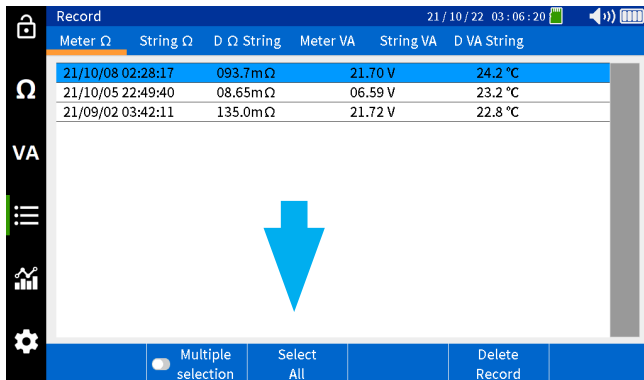 Record 21/10/22 03:06:20
Meter Ω String Ω D Ω String Meter VA String VA D VA String
21/10/08 02:28:17 093.7mΩ 21.70 V 24.2 °C
21/10/05 22:49:40 08.65mΩ 06.59 V 23.2 °C
21/09/02 03:42:11 135.0mΩ 21.72 V 22.8 °C
Ω
VA
Multiple selection
Select All
Delete Record